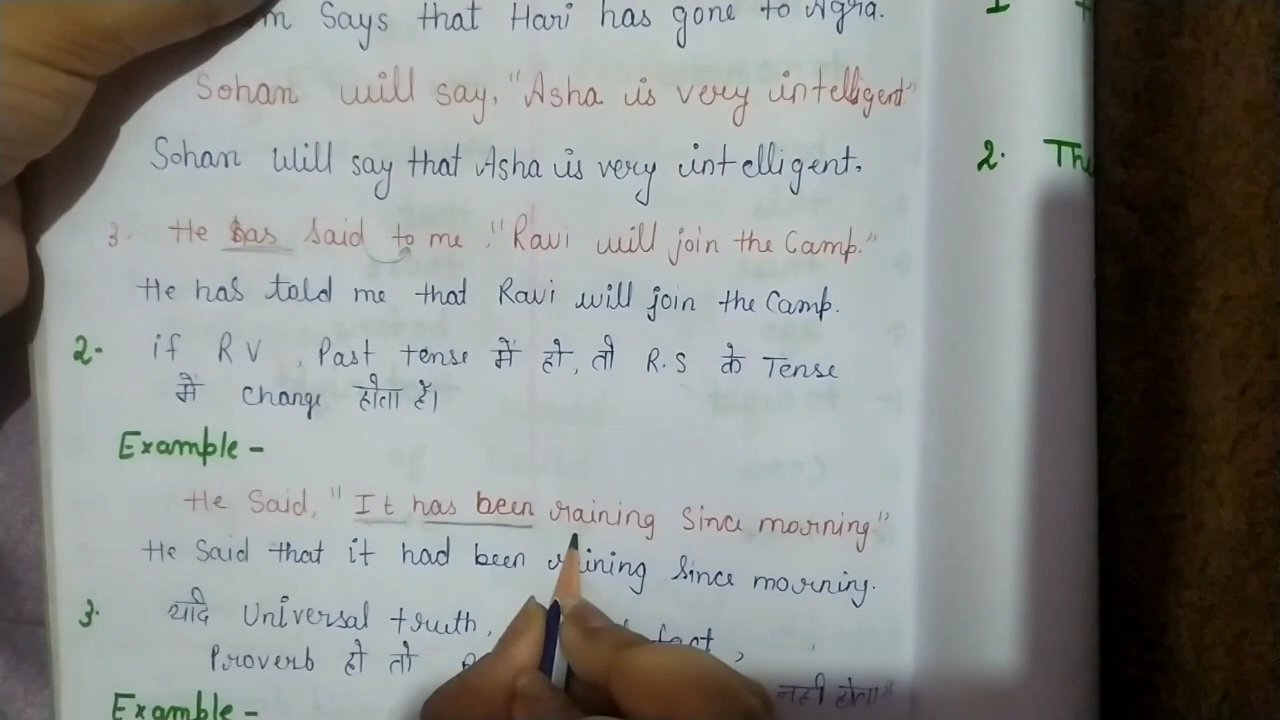 Says that Hari has gone to Agra.
Sohan will say, "Asha is very intelligent"
Sohan will say that Asha is very intelligent.
3. He has said to me, "Ravi will join the Camp."
He has told me that Ravi will join the Camp.
2. if RV, Past tense में हो, तो R.S के Tense
में change होता है।
Example -
He Said, "It has been raining Since morning"
He Said that it had been raining Since morning.
3. यदि Universal truth,
Proverb हो तो
नही होता
Example -
2.